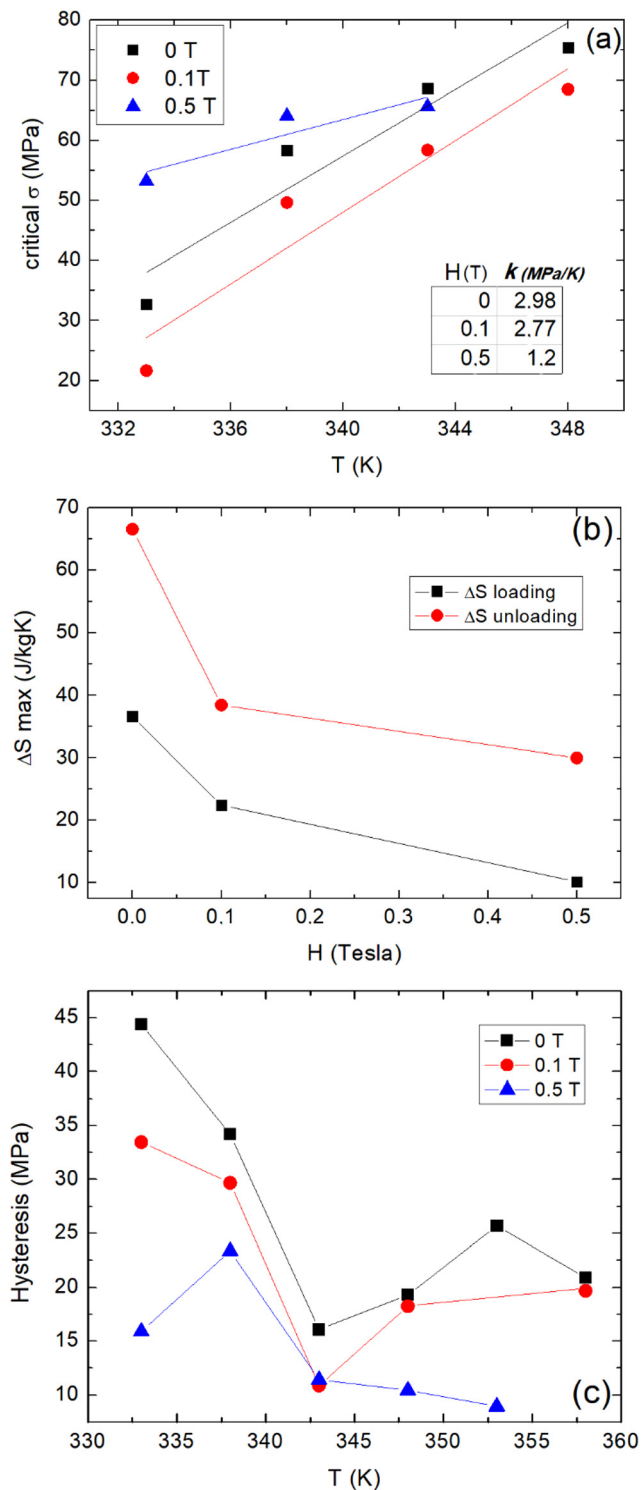 (a)
0 T
0.1T
0.5 T
80
70
60
50
40
30
20
critical σ (MPa)
H (T) k (MPa/K)
0 2.98
0.1 2.77
0.5 1.2
332 336 340 344 348
T (K)
(b)
70
60
50
40
30
20
10
ΔS max (J/kgK)
ΔS loading
ΔS unloading
0.0 0.1 0.2 0.3 0.4 0.5
H (Tesla)
45
40
35
30
25
20
15
10
Hysteresis (MPa)
0 T
0.1 T
0.5 T
(c)
330 335 340 345 350 355 360
T (K)